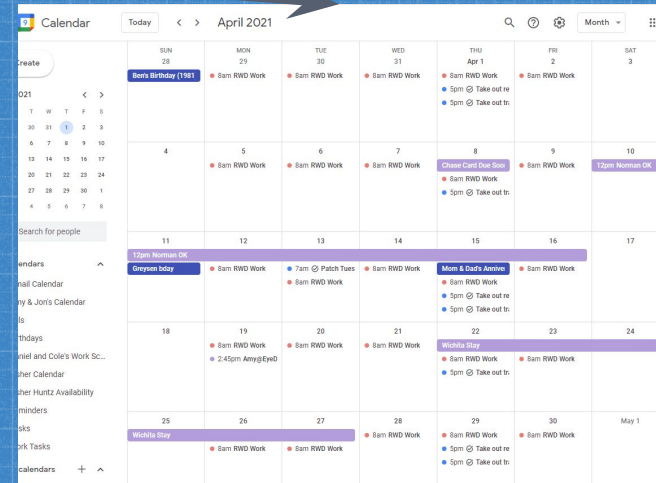 9 Calendar Today < > April 2021 Month
Create
021 < >
T W T F S
30 31 1 2 3
6 7 8 9 10
13 14 15 16 17
20 21 22 23 24
27 28 29 30 1
4 5 6 7 8
Search for people
endars
mail Calendar
my & Jon's Calendar
ls
rthdays
niel and Cole's Work Sc...
sher Calendar
sher Huntz Availability
minders
sks
ork Tasks
calendars +
SUN MON TUE WED THU FRI SAT
28 29 30 31 Apr 1 2 3
Ben's Birthday (1981 8am RWD Work 8am RWD Work 8am RWD Work 8am RWD Work 8am RWD Work
5pm Take out re
5pm Take out tra
4 5 6 7 8 9 10
8am RWD Work 8am RWD Work 8am RWD Work Chase Card Due Soon 8am RWD Work 12pm Norman OK
8am RWD Work
5pm Take out tra
11 12 13 14 15 16 17
12pm Norman OK
Greysen bday 8am RWD Work 7am Patch Tues 8am RWD Work Mom & Dad's Anniver 8am RWD Work
8am RWD Work 8am RWD Work
5pm Take out re
5pm Take out tra
18 19 20 21 22 23 24
8am RWD Work 8am RWD Work 8am RWD Work Wichita Stay
2:45pm Amy@EyeD 8am RWD Work 8am RWD Work
5pm Take out tra
25 26 27 28 29 30 May 1
Wichita Stay 8am RWD Work 8am RWD Work 8am RWD Work
8am RWD Work 8am RWD Work 5pm Take out re
5pm Take out tra